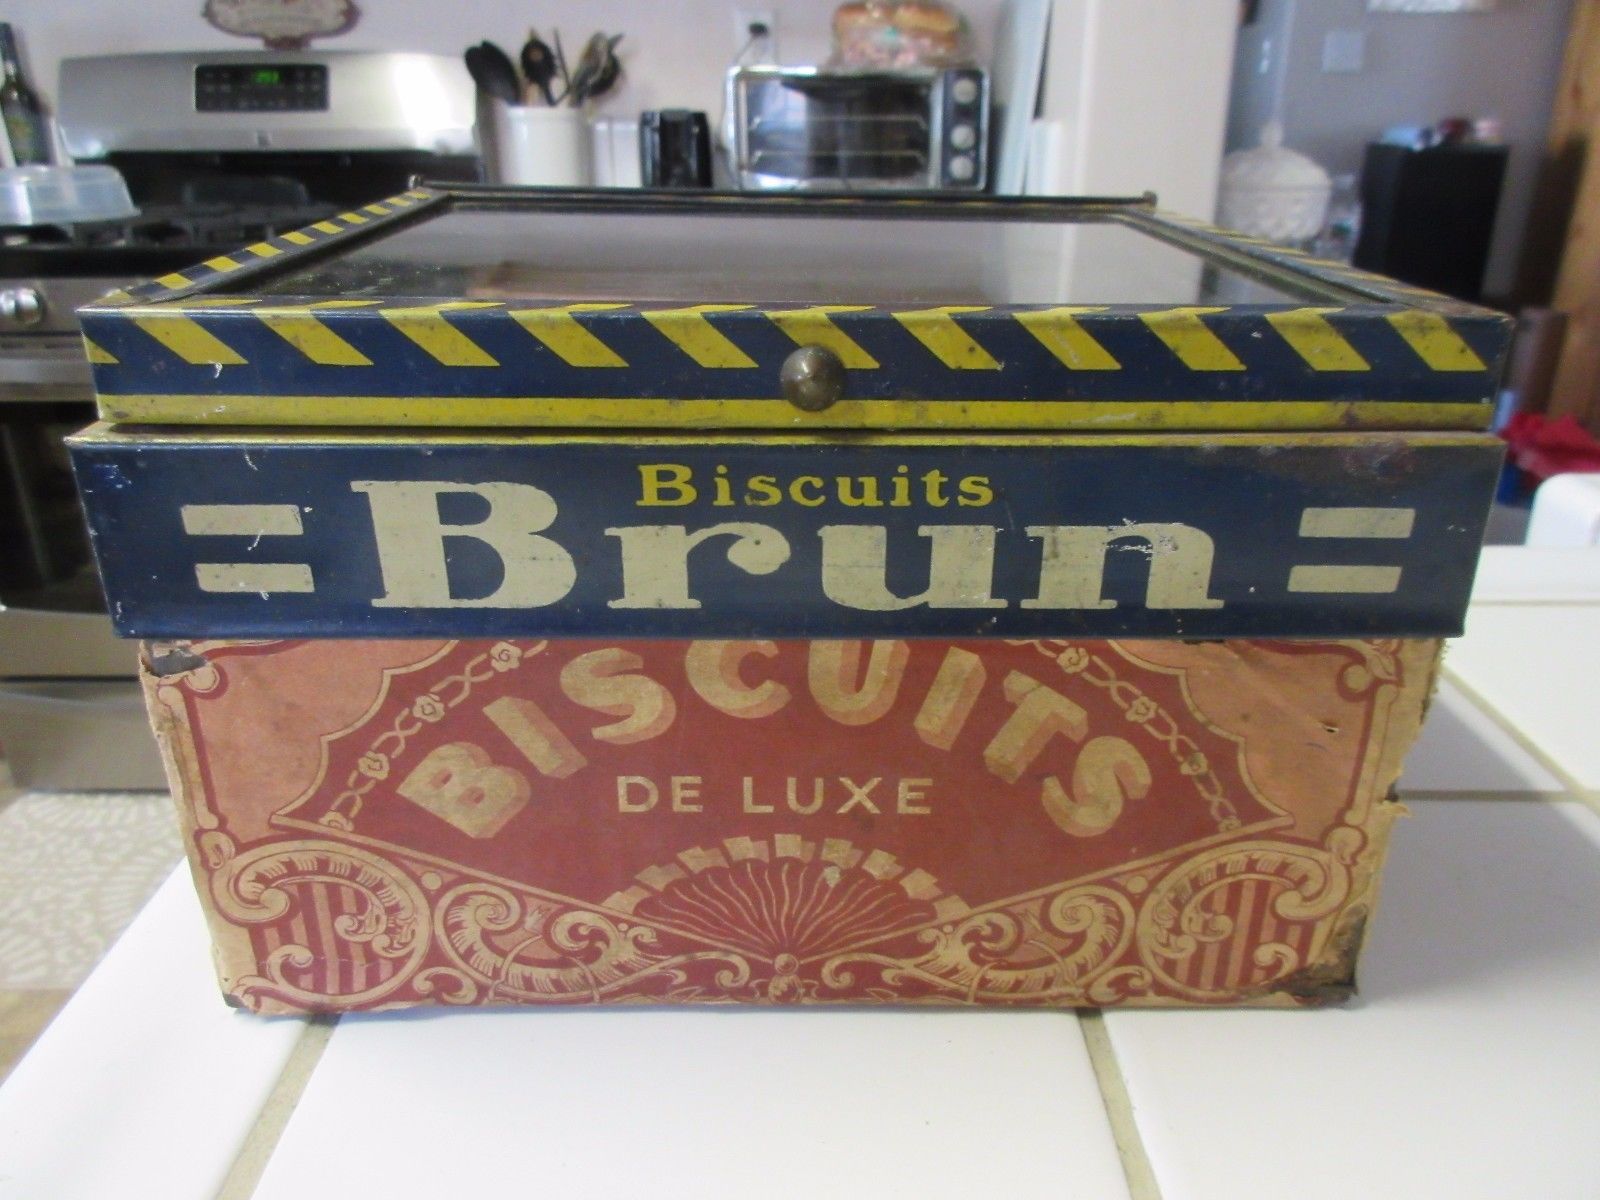 Biscuits
= Brun =
BISCUITS
DE LUXE